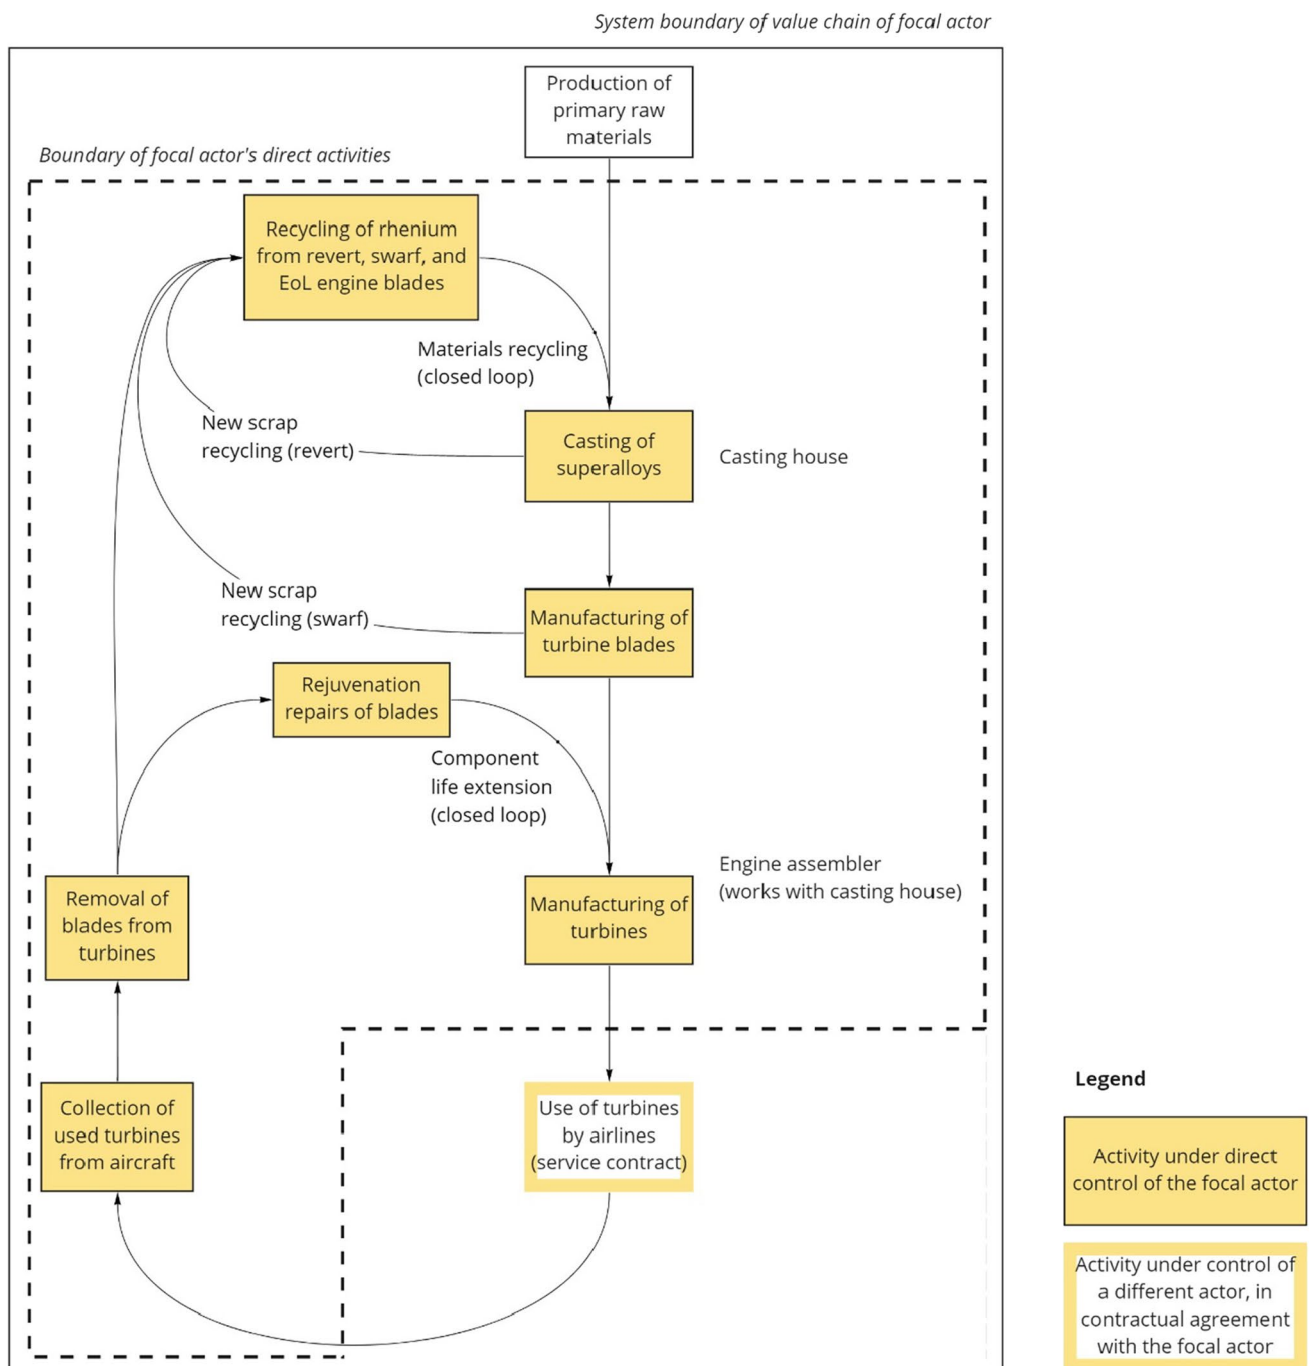 System boundary of value chain of focal actor
Production of
primary raw
materials
Boundary of focal actor's direct activities
Recycling of rhenium
from revert, swarf, and
EoL engine blades
Materials recycling
(closed loop)
New scrap
recycling (revert)
Casting of
superalloys
Casting house
New scrap
recycling (swarf)
Manufacturing of
turbine blades
Rejuvenation
repairs of blades
Component
life extension
(closed loop)
Engine assembler
(works with casting house)
Removal of
blades from
turbines
Manufacturing of
turbines
Collection of
used turbines
from aircraft
Use of turbines
by airlines
(service contract)
Legend
Activity under direct
control of the focal actor
Activity under control of
a different actor, in
contractual agreement
with the focal actor